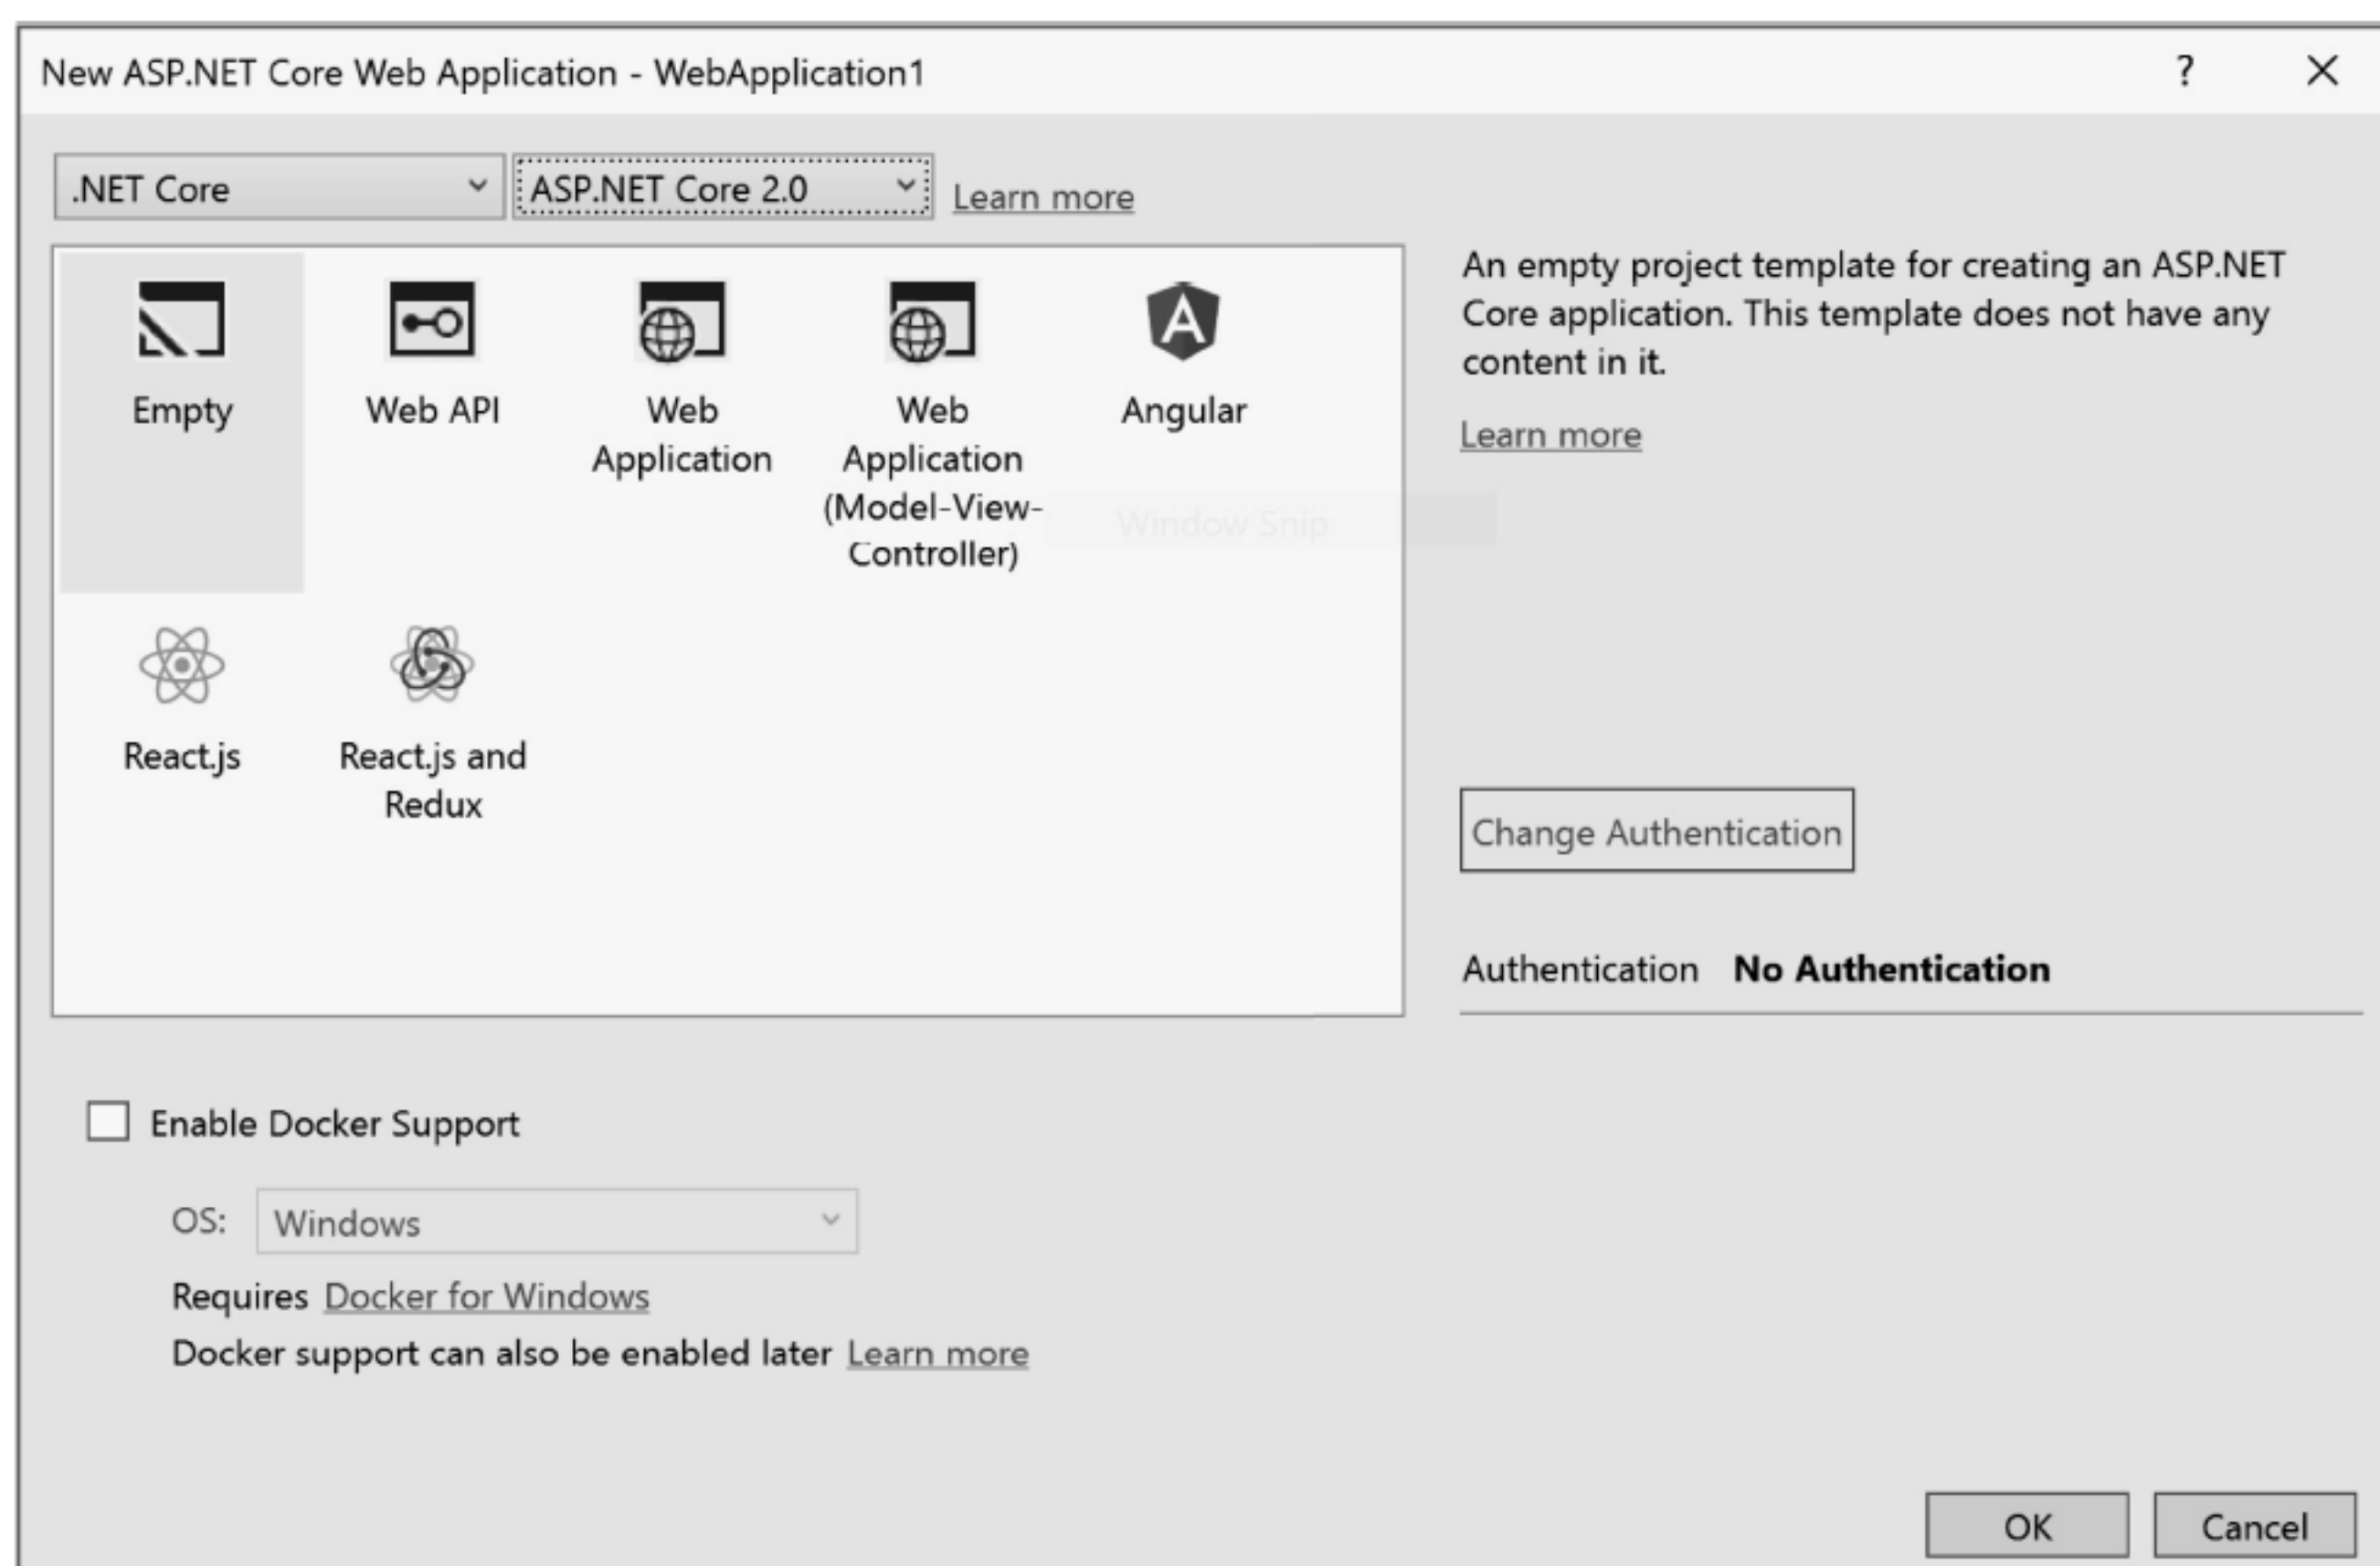 New ASP.NET Core Web Application - WebApplication1
?
.NET Core
ASP.NET Core 2.0
Learn more
Empty
Web API
Web
Application
Web
Application
(Model-View-
Controller)
Angular
React.js
React.js and
Redux
Window Snip
An empty project template for creating an ASP.NET
Core application. This template does not have any
content in it.
Learn more
Change Authentication
Authentication No Authentication
Enable Docker Support
OS: Windows
Requires Docker for Windows
Docker support can also be enabled later Learn more
OK
Cancel